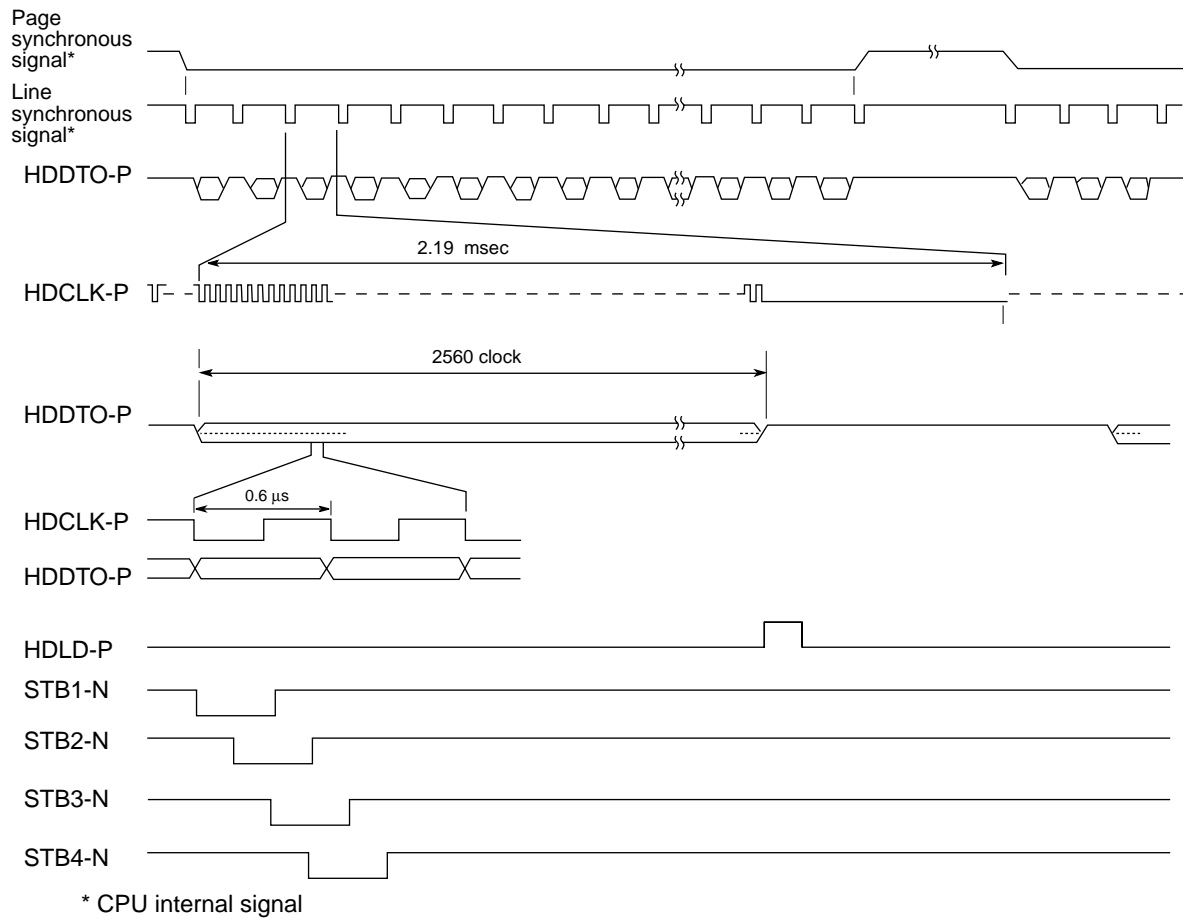 Page
synchronous
signal*
Line
synchronous
signal*
HDDTO-P
2.19 msec
HDCLK-P
2560 clock
HDDTO-P
0.6 μs
HDCLK-P
HDDTO-P
HDLD-P
STB1-N
STB2-N
STB3-N
STB4-N
* CPU internal signal